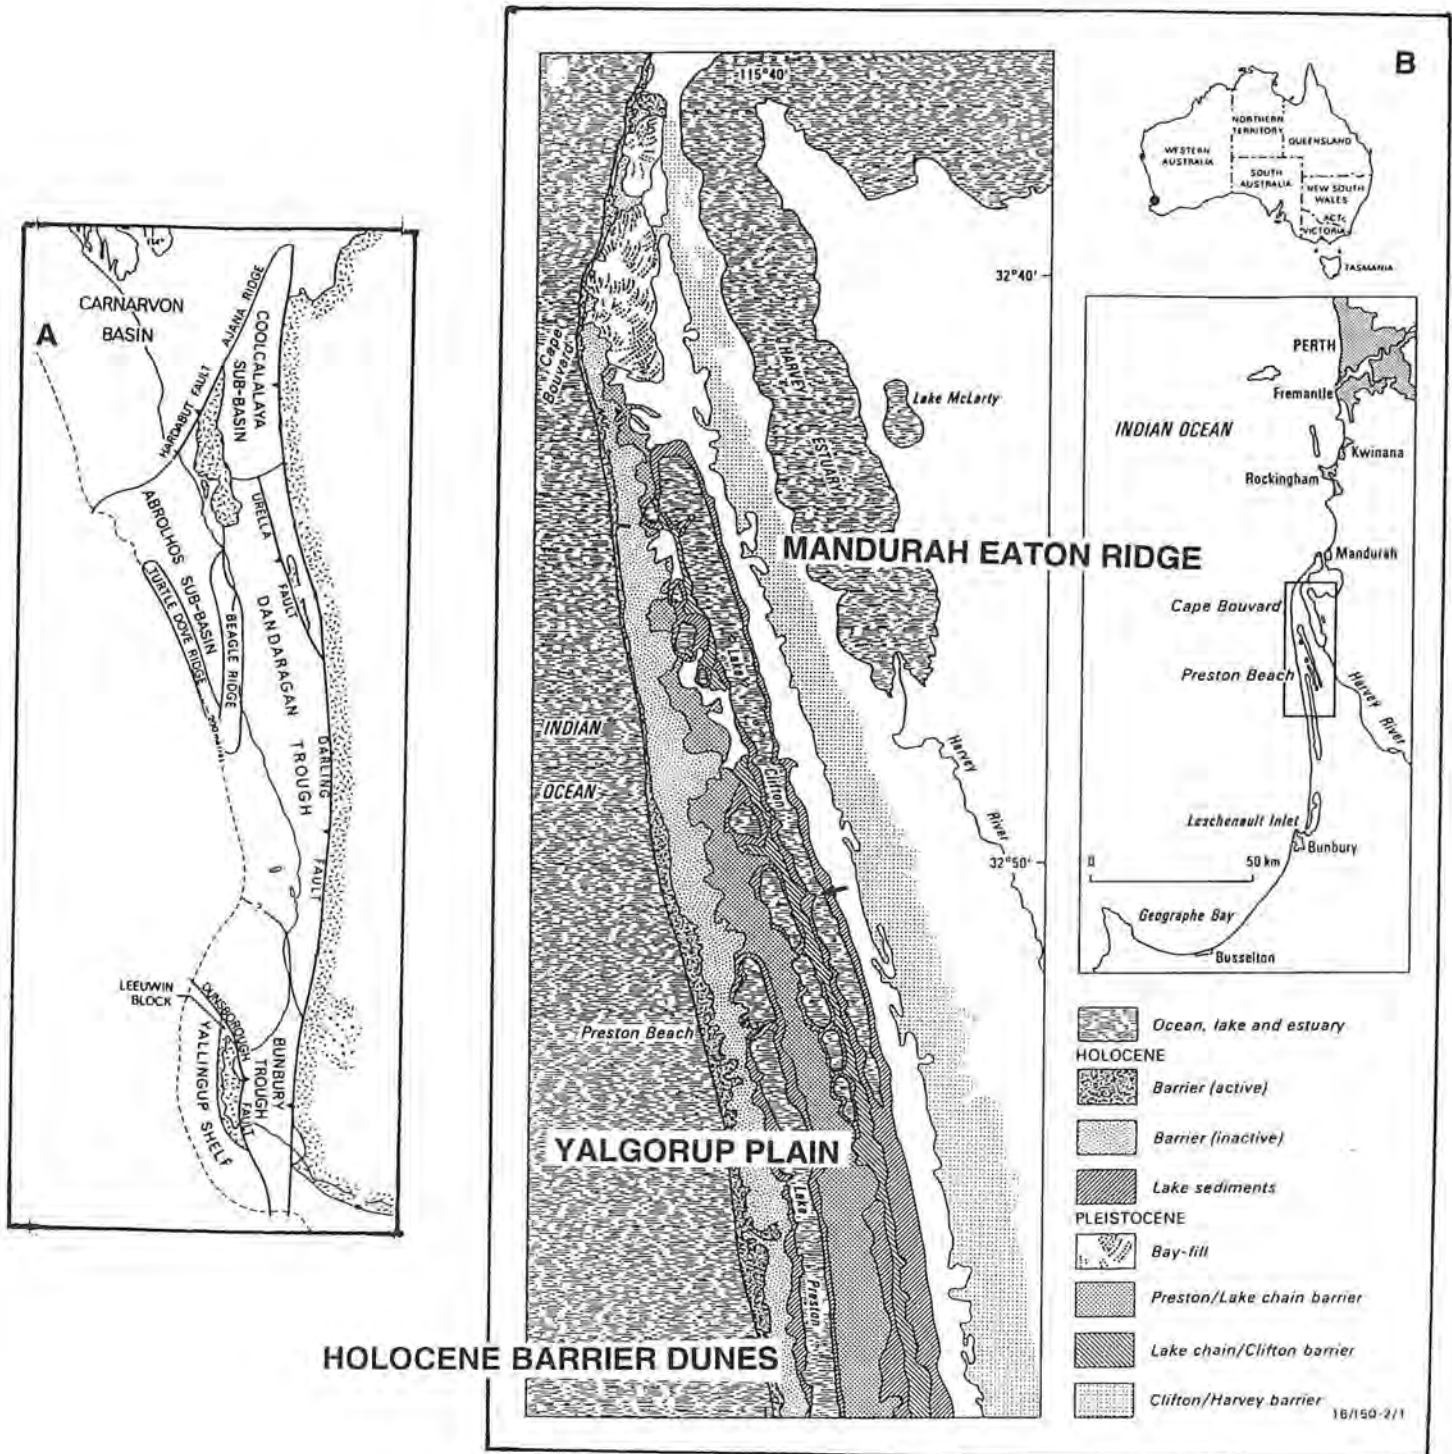 A
CARNARVON
BASIN
AJANA RIDGE
COOLCALALAYA
SUB-BASIN
HARDABUT FAULT
ABROLHOS SUB-BASIN
TURTLE DOVE RIDGE
BEAGLE RIDGE
URELLA FAULT
DANDARAGAN TROUGH
DARLING FAULT
200
LEEUWIN
BLOCK
DUNSBOROUGH FAULT
YALLINGUP SHELF
BUNBURY
TROUGH
B
115°40'
32°40'
32°50'
Cape
Bouvard
HARVEY
ESTUARY
Lake McLarty
MANDURAH EATON RIDGE
Lake
Clifton
INDIAN
OCEAN
Harvey
River
Preston Beach
YALGORUP PLAIN
Lake
Preston
HOLOCENE BARRIER DUNES
WESTERN
AUSTRALIA
NORTHERN
TERRITORY
QUEENSLAND
SOUTH
AUSTRALIA
NEW SOUTH
WALES
VICTORIA
TASMANIA
PERTH
Fremantle
INDIAN OCEAN
Kwinana
Rockingham
Mandurah
Cape Bouvard
Preston Beach
Harvey River
Leschenault Inlet
Bunbury
0
50 km
Geographe Bay
Busselton
Ocean, lake and estuary
HOLOCENE
Barrier (active)
Barrier (inactive)
Lake sediments
PLEISTOCENE
Bay-fill
Preston/Lake chain barrier
Lake chain/Clifton barrier
Clifton/Harvey barrier
16/150-2/1